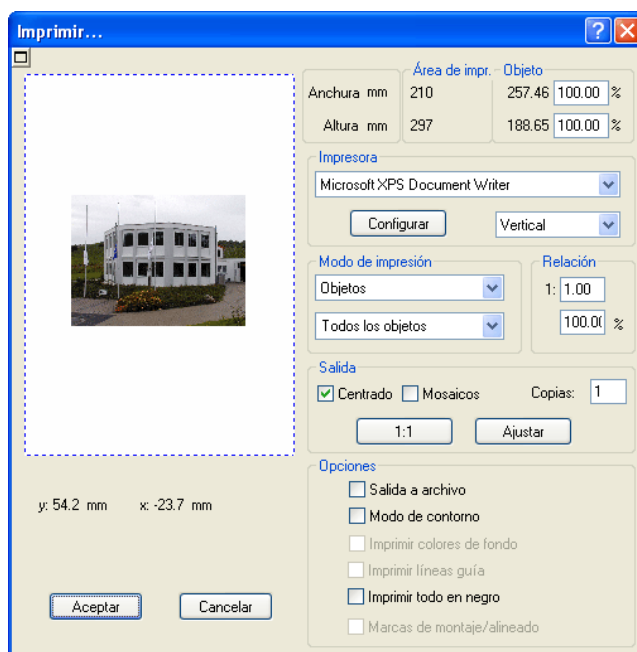 Imprimir...
Área de impr. Objeto
Anchura mm 210 257.46 100.00 %
Altura mm 297 188.65 100.00 %
Impresora
Microsoft XPS Document Writer
Configurar Vertical
Modo de impresión Relación
Objetos 1: 1.00
Todos los objetos 100.00 %
Salida
Centrado Mosaicos Copias: 1
1:1 Ajustar
Opciones
Salida a archivo
y: 54.2 mm x: -23.7 mm
Modo de contorno
Imprimir colores de fondo
Imprimir líneas guía
Imprimir todo en negro
Aceptar Cancelar
Marcas de montaje/alineado